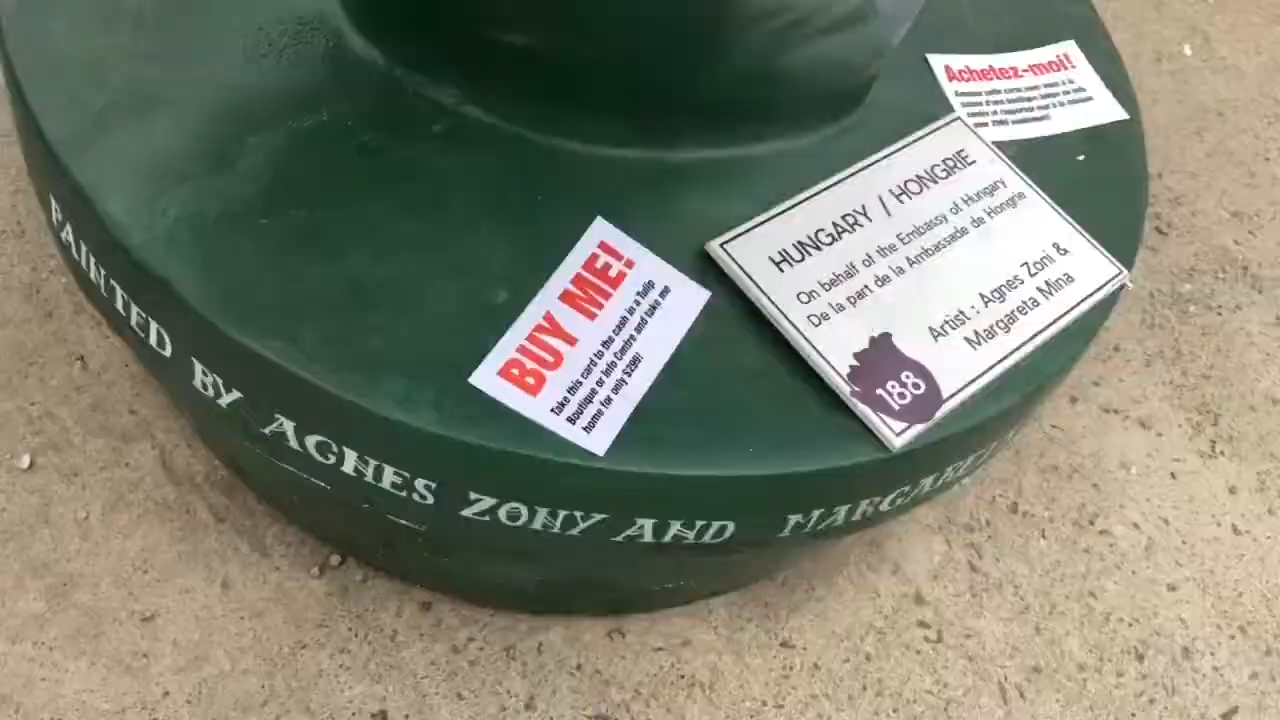 Achetez-moi!
HUNGARY / HONGRIE
On behalf of the Embassy of Hungary
De la part de la Ambassade de Hongrie
Artist : Agnes Zoni &
Margareta Mina
188
BUY ME!
Take this card to the cash in a Tulip
Boutique or Info Centre and take me
home for only $299!
PAINTED BY AGNES ZONY AND